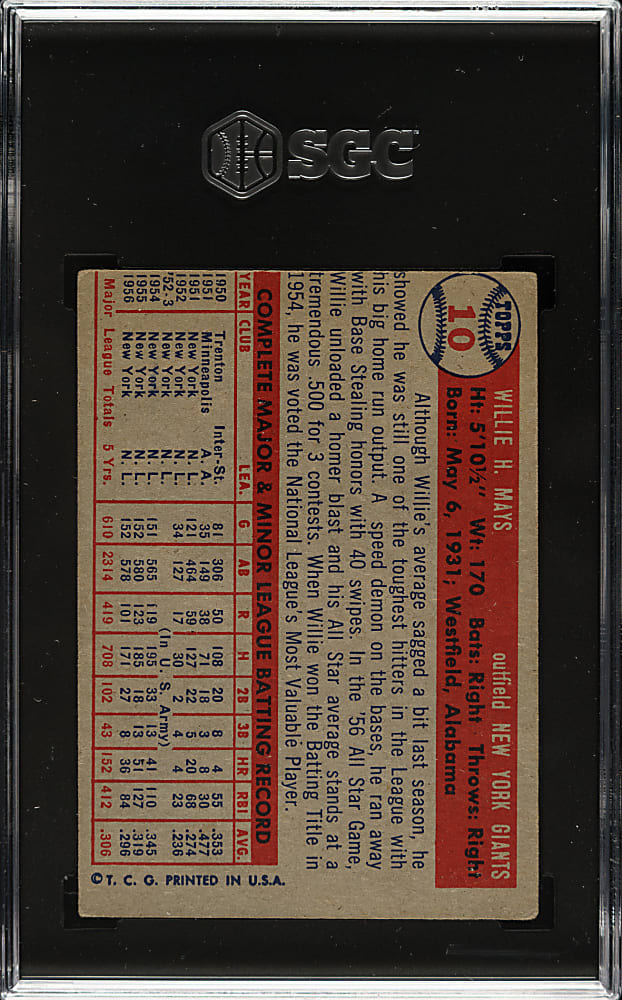 SGC
TOPPS
10
WILLIE H. MAYS outfield NEW YORK GIANTS
Ht: 5'10½" Wt: 170 Bats: Right Throws: Right
Born: May 6, 1931; Westfield, Alabama
Although Willie's average sagged a bit last season, he
showed he was still one of the toughest hitters in the League with
his big home run output. A speed demon on the bases, he ran away
with Base Stealing honors with 40 swipes. In the '56 All Star Game,
Willie unloaded a homer blast and his All Star average stands at a
tremendous .500 for 3 contests. When Willie won the Batting Title in
1954, he was voted the National League's Most Valuable Player.
COMPLETE MAJOR & MINOR LEAGUE BATTING RECORD
YEAR CLUB LEA. G AB R H 2B 3B HR RBI AVG.
1950 Trenton Inter-St. 81 306 50 108 20 8 4 55 .353
1951 Minneapolis A. A. 35 149 38 71 18 3 8 30 .477
1951 New York N. L. 121 464 59 127 22 5 20 68 .274
1952 New York N. L. 34 127 17 30 2 4 4 23 .236
'52-3 New York N. L. (In U. S. Army)
1954 New York N. L. 151 565 119 195 33 13 41 110 .345
1955 New York N. L. 152 580 123 185 18 13 51 127 .319
1956 New York N. L. 152 578 101 171 27 8 36 84 .296
Major League Totals 5 Yrs. 610 2314 419 708 102 43 152 412 .306
© T. C. G. PRINTED IN U.S.A.